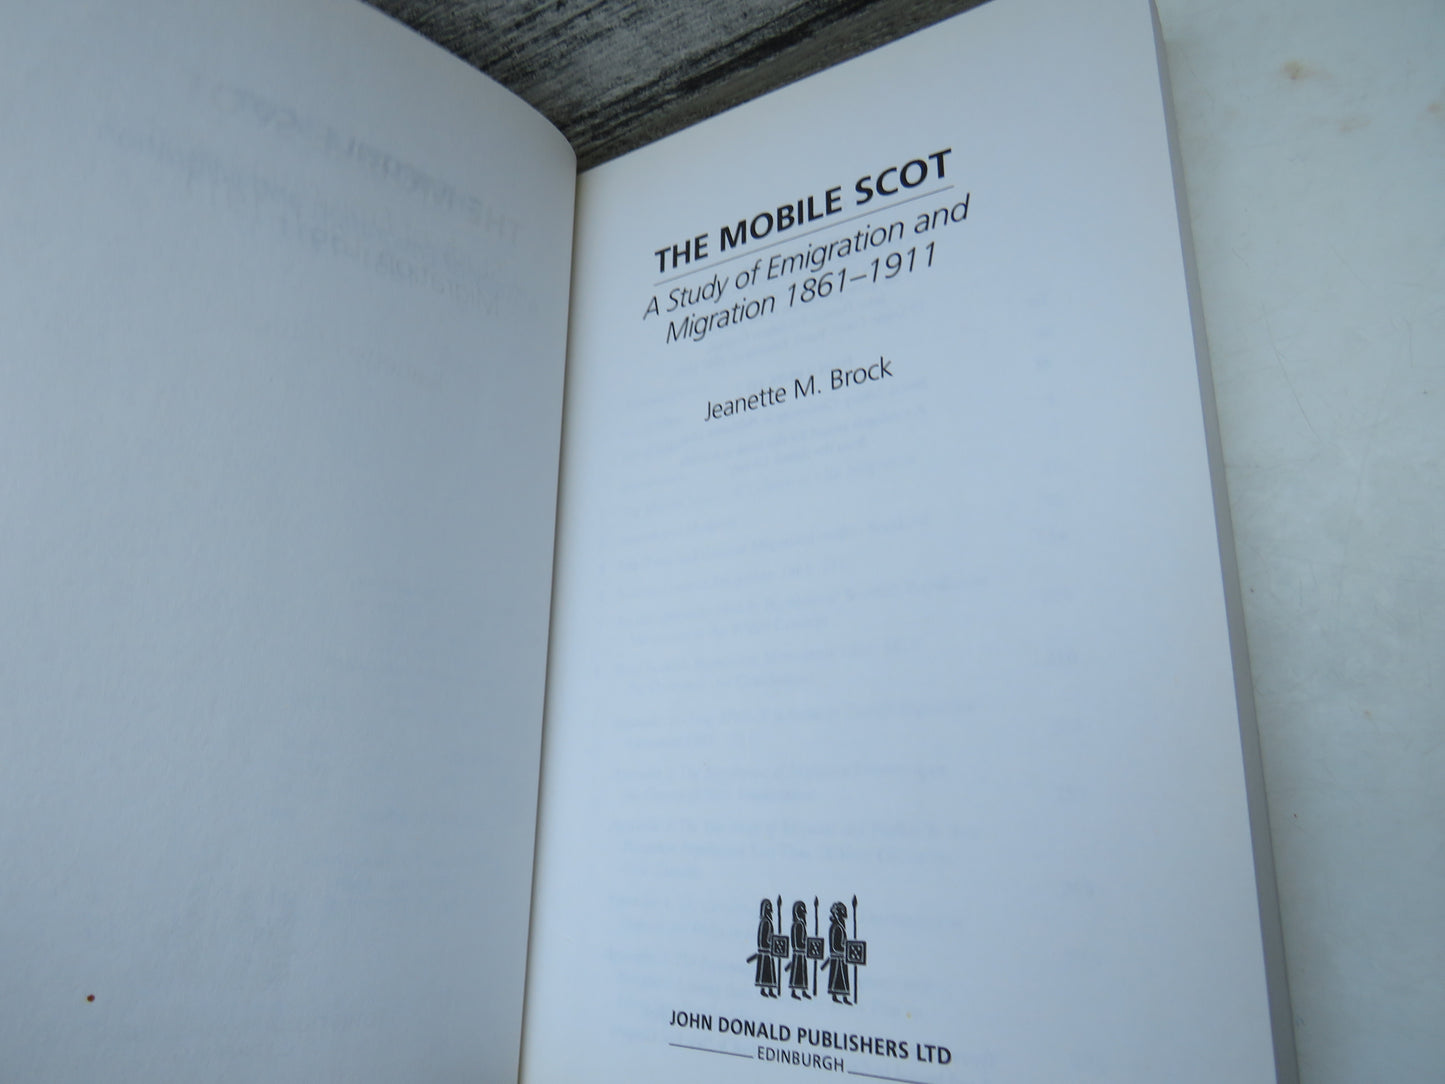 THE MOBILE SCOT
A Study of Emigration and
Migration 1861–1911
Jeanette M. Brock
JOHN DONALD PUBLISHERS LTD
EDINBURGH